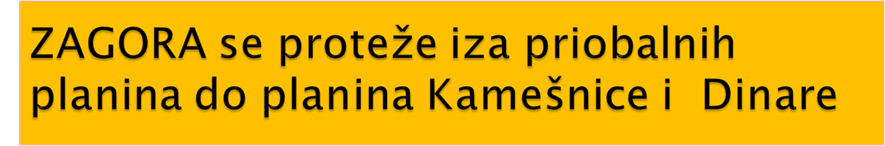 ZAGORA se proteže iza priobalnih
planina do planina Kamešnice i  Dinare